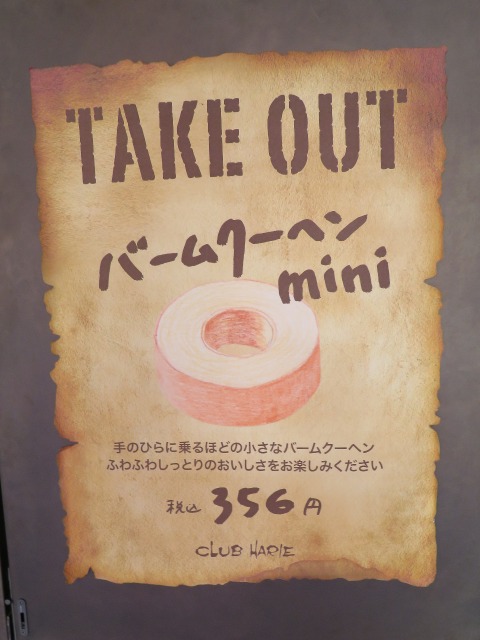 TAKE OUT
バームクーヘン
mini
手のひらに乗るほどの小さなバームクーヘン
ふわふわしっとりのおいしさをお楽しみください
税込 356円
CLUB HARIE